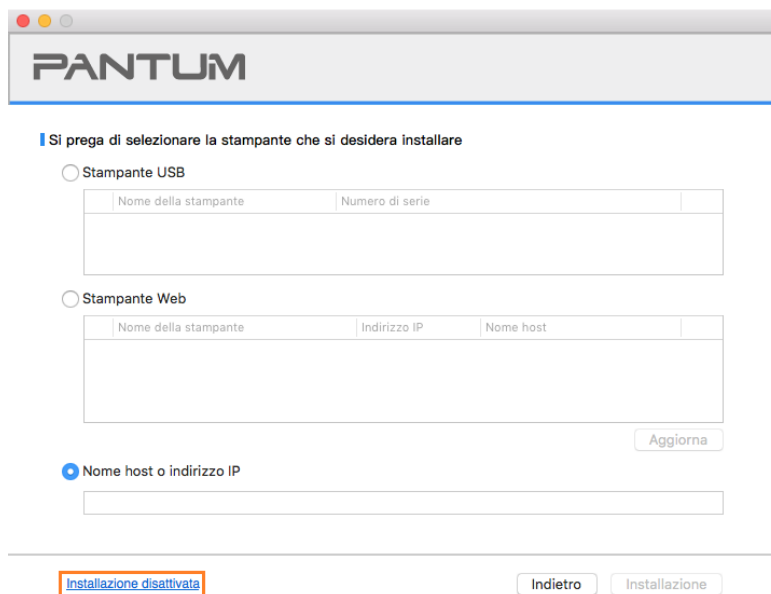 PANTUM
Si prega di selezionare la stampante che si desidera installare
Stampante USB
Nome della stampante Numero di serie
Stampante Web
Nome della stampante Indirizzo IP Nome host
Aggiorna
Nome host o indirizzo IP
Installazione disattivata Indietro Installazione